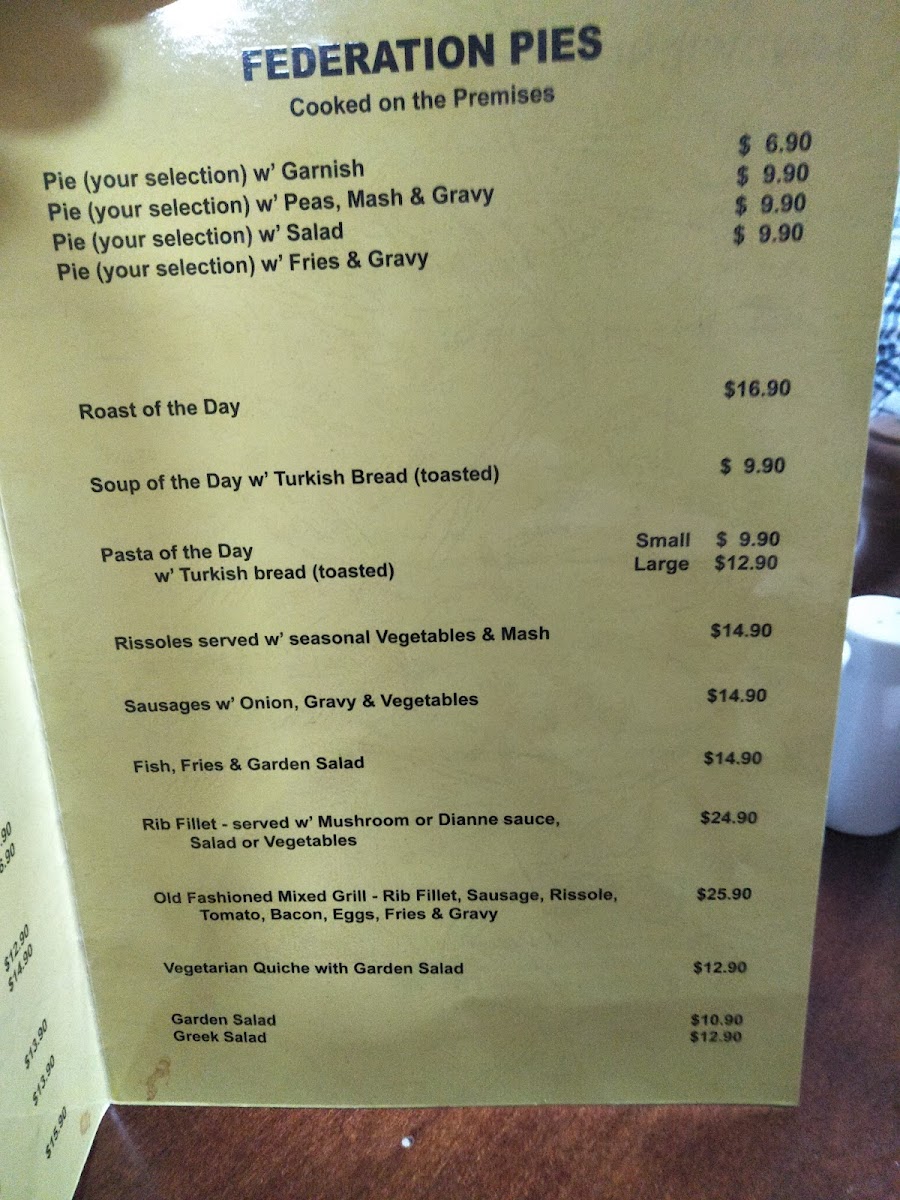 FEDERATION PIES
Cooked on the Premises
Pie (your selection) w' Garnish $ 6.90
Pie (your selection) w' Peas, Mash & Gravy $ 9.90
Pie (your selection) w' Salad $ 9.90
Pie (your selection) w' Fries & Gravy $ 9.90
Roast of the Day $16.90
Soup of the Day w' Turkish Bread (toasted) $ 9.90
Pasta of the Day Small $ 9.90
w' Turkish bread (toasted) Large $12.90
Rissoles served w' seasonal Vegetables & Mash $14.90
Sausages w' Onion, Gravy & Vegetables $14.90
Fish, Fries & Garden Salad $14.90
Rib Fillet - served w' Mushroom or Dianne sauce, $24.90
Salad or Vegetables
Old Fashioned Mixed Grill - Rib Fillet, Sausage, Rissole, $25.90
Tomato, Bacon, Eggs, Fries & Gravy
Vegetarian Quiche with Garden Salad $12.90
Garden Salad $10.90
Greek Salad $12.90
$12.90
$14.90
$13.90
$13.90
$15.90